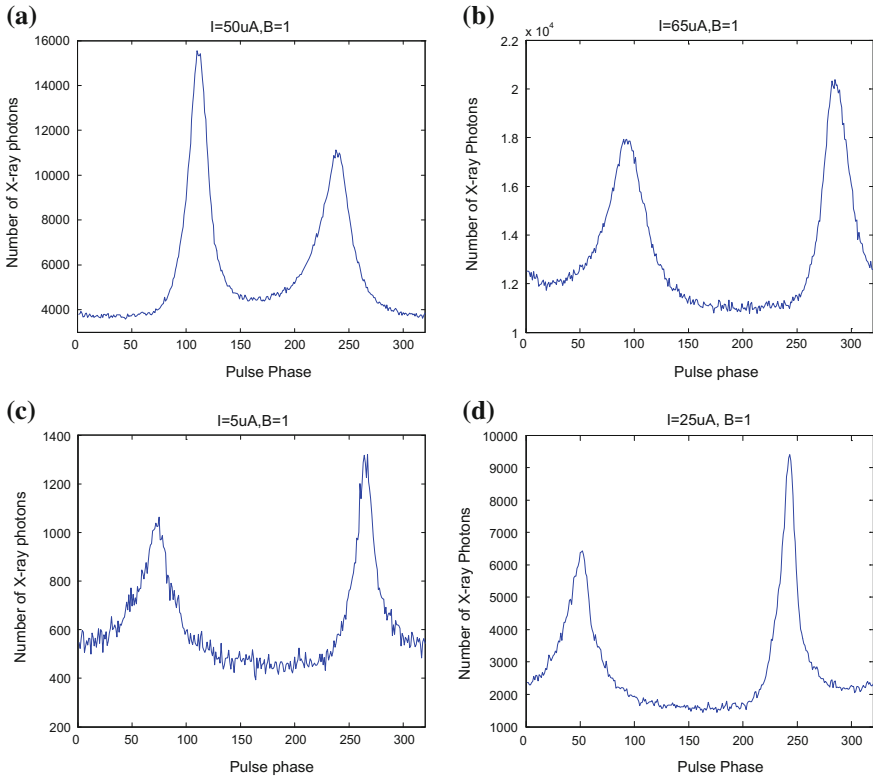 (a)
I=50uA,B=1
16000
14000
12000
10000
8000
6000
4000
Number of X-ray photons
0 50 100 150 200 250 300
Pulse Phase
(b)
I=65uA,B=1
x 10^4
2.2
2
1.8
1.6
1.4
1.2
1
Number of X-ray Photons
0 50 100 150 200 250 300
Pulse phase
(c)
I=5uA,B=1
1400
1200
1000
800
600
400
200
Number of X-ray photons
0 50 100 150 200 250 300
Pulse phase
(d)
I=25uA, B=1
10000
9000
8000
7000
6000
5000
4000
3000
2000
1000
Number of X-ray Photons
0 50 100 150 200 250 300
Pulse phase